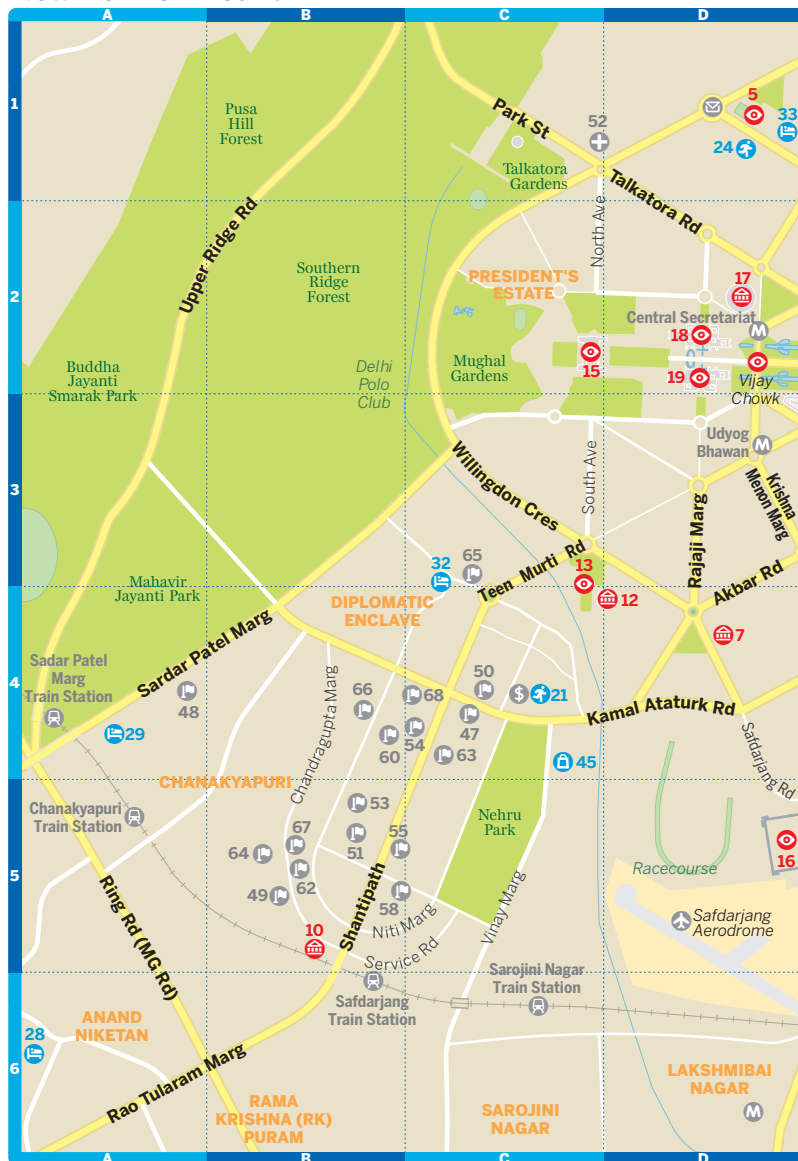 A
B
C
D
1
Pusa
Hill
Forest
Park St
52
5
33
24
Talkatora
Gardens
Talkatora Rd
Upper Ridge Rd
North Ave
2
Southern
Ridge
Forest
PRESIDENT'S
ESTATE
17
Central Secretariat
M
18
15
19
Mughal
Gardens
Vijay
Chowk
Buddha
Jayanti
Smarak Park
Delhi
Polo
Club
Udyog
Bhawan
M
3
Willingdon Cres
South Ave
Krishna
Menon Marg
Rajaji Marg
Akbar Rd
32
65
Teen Murti Rd
13
12
7
Mahavir
Jayanti Park
DIPLOMATIC
ENCLAVE
Sardar Patel Marg
4
Sadar Patel
Marg
Train Station
29
48
66
68
50
$
21
60
54
47
63
Kamal Ataturk Rd
45
Chandragupta Marg
Safdarjang Rd
CHANAKYAPURI
Chanakyapuri
Train Station
53
67
51
55
64
62
49
58
Nehru
Park
16
Racecourse
5
Ring Rd (MG Rd)
10
Shantipath
Niti Marg
Service Rd
Vinay Marg
Safdarjang
Aerodrome
Safdarjang
Train Station
Sarojini Nagar
Train Station
ANAND
NIKETAN
28
6
Rao Tularam Marg
RAMA
KRISHNA (RK)
PURAM
SAROJINI
NAGAR
LAKSHMIBAI
NAGAR
M
A
B
C
D